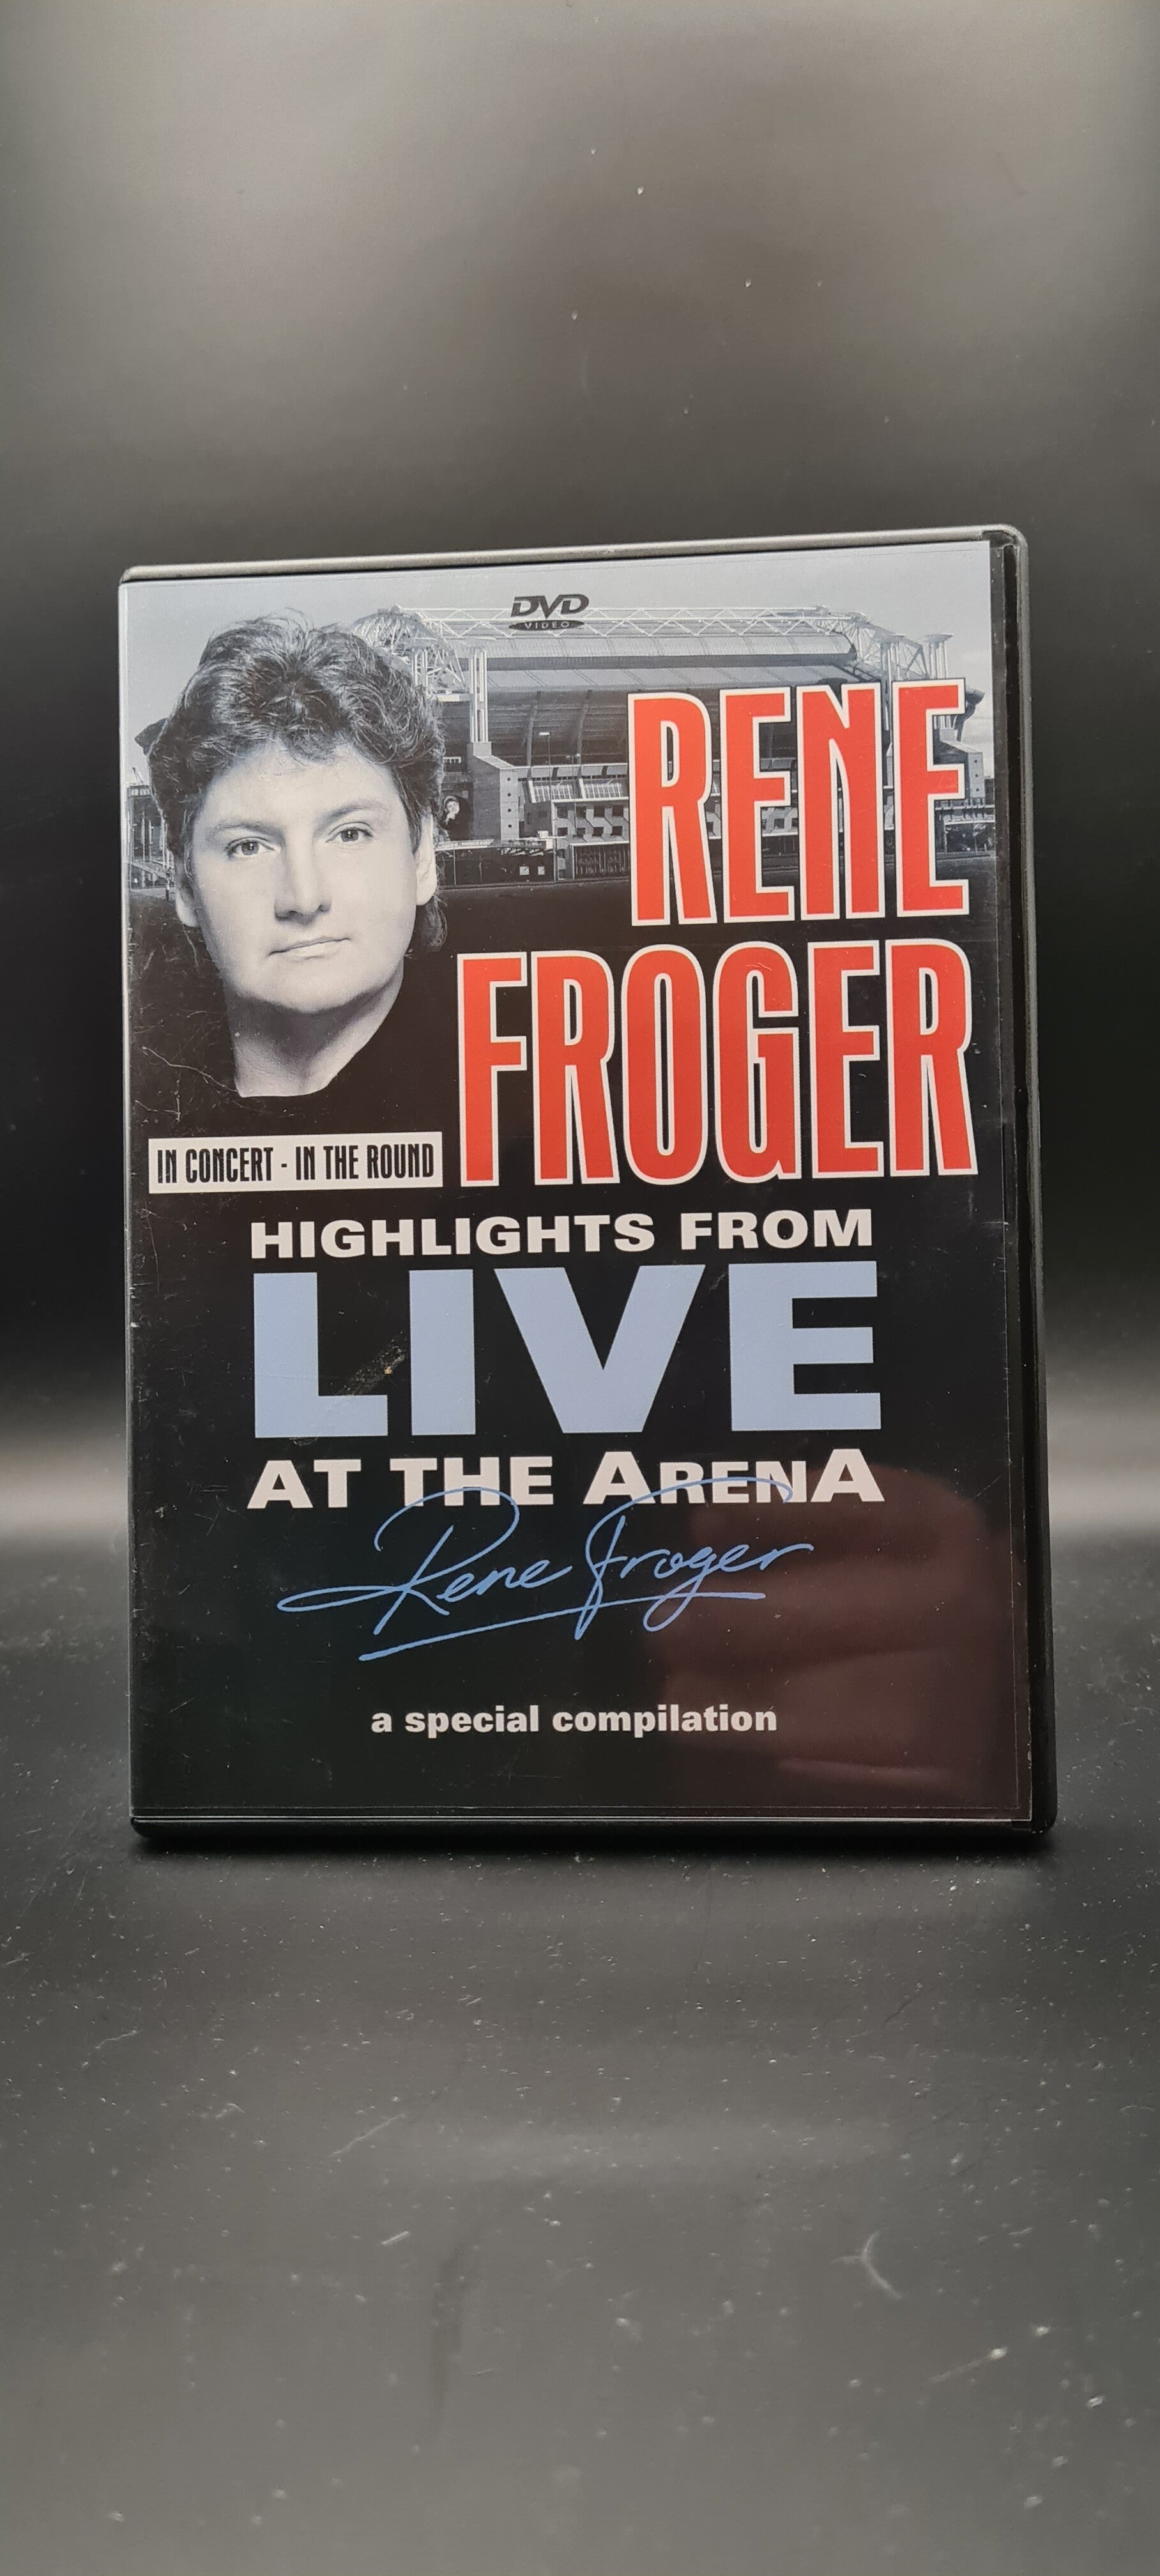 DVD
VIDEO
RENE
FROGER
IN CONCERT - IN THE ROUND
HIGHLIGHTS FROM
LIVE
AT THE ARENA
Rene Froger
a special compilation